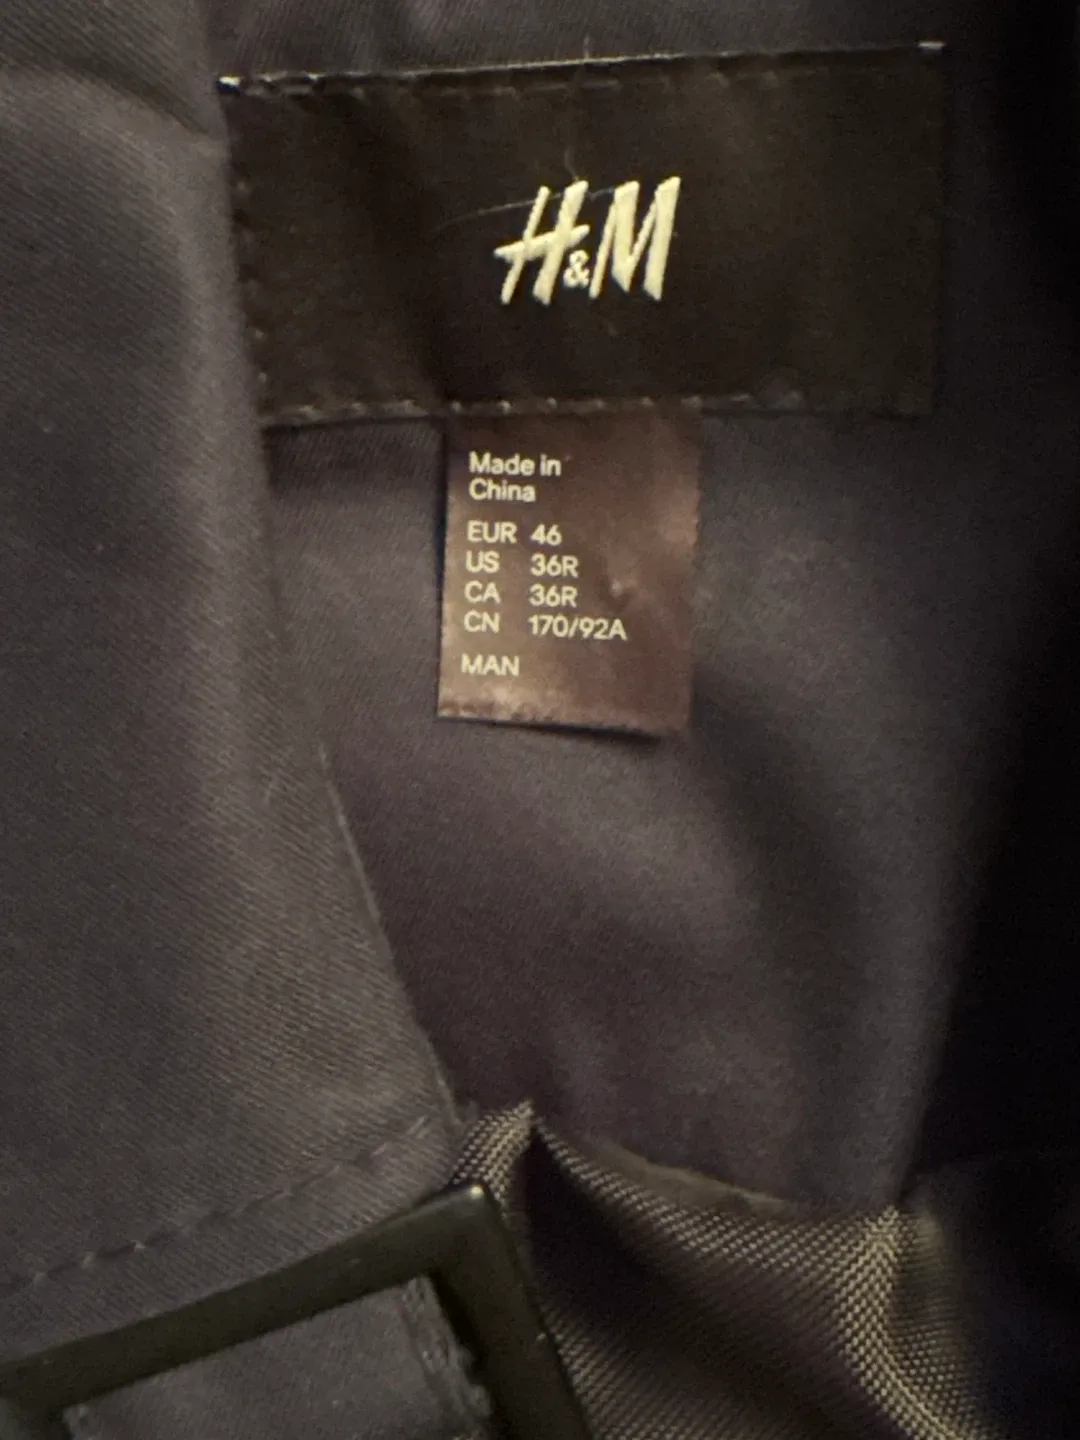 H&M
Made in
China
EUR 46
US 36R
CA 36R
CN 170/92A
MAN